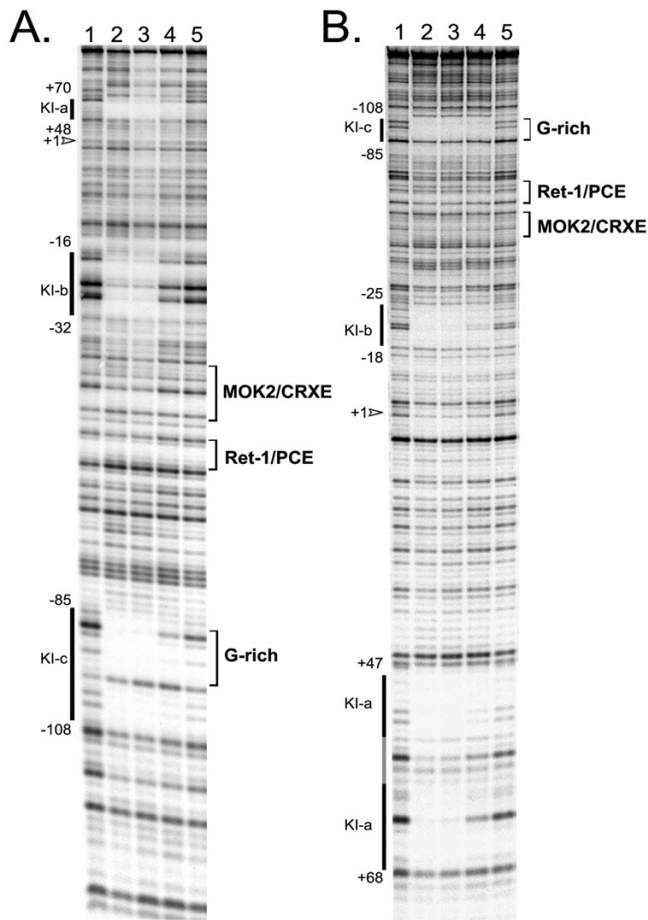 A.
1 2 3 4 5
+70
KI-a
+48
+1
-16
KI-b
-32
MOK2/CRXE
Ret-1/PCE
-85
KI-c
G-rich
-108
B.
1 2 3 4 5
-108
KI-c
G-rich
-85
Ret-1/PCE
MOK2/CRXE
-25
KI-b
-18
+1
+47
KI-a
KI-a
+68